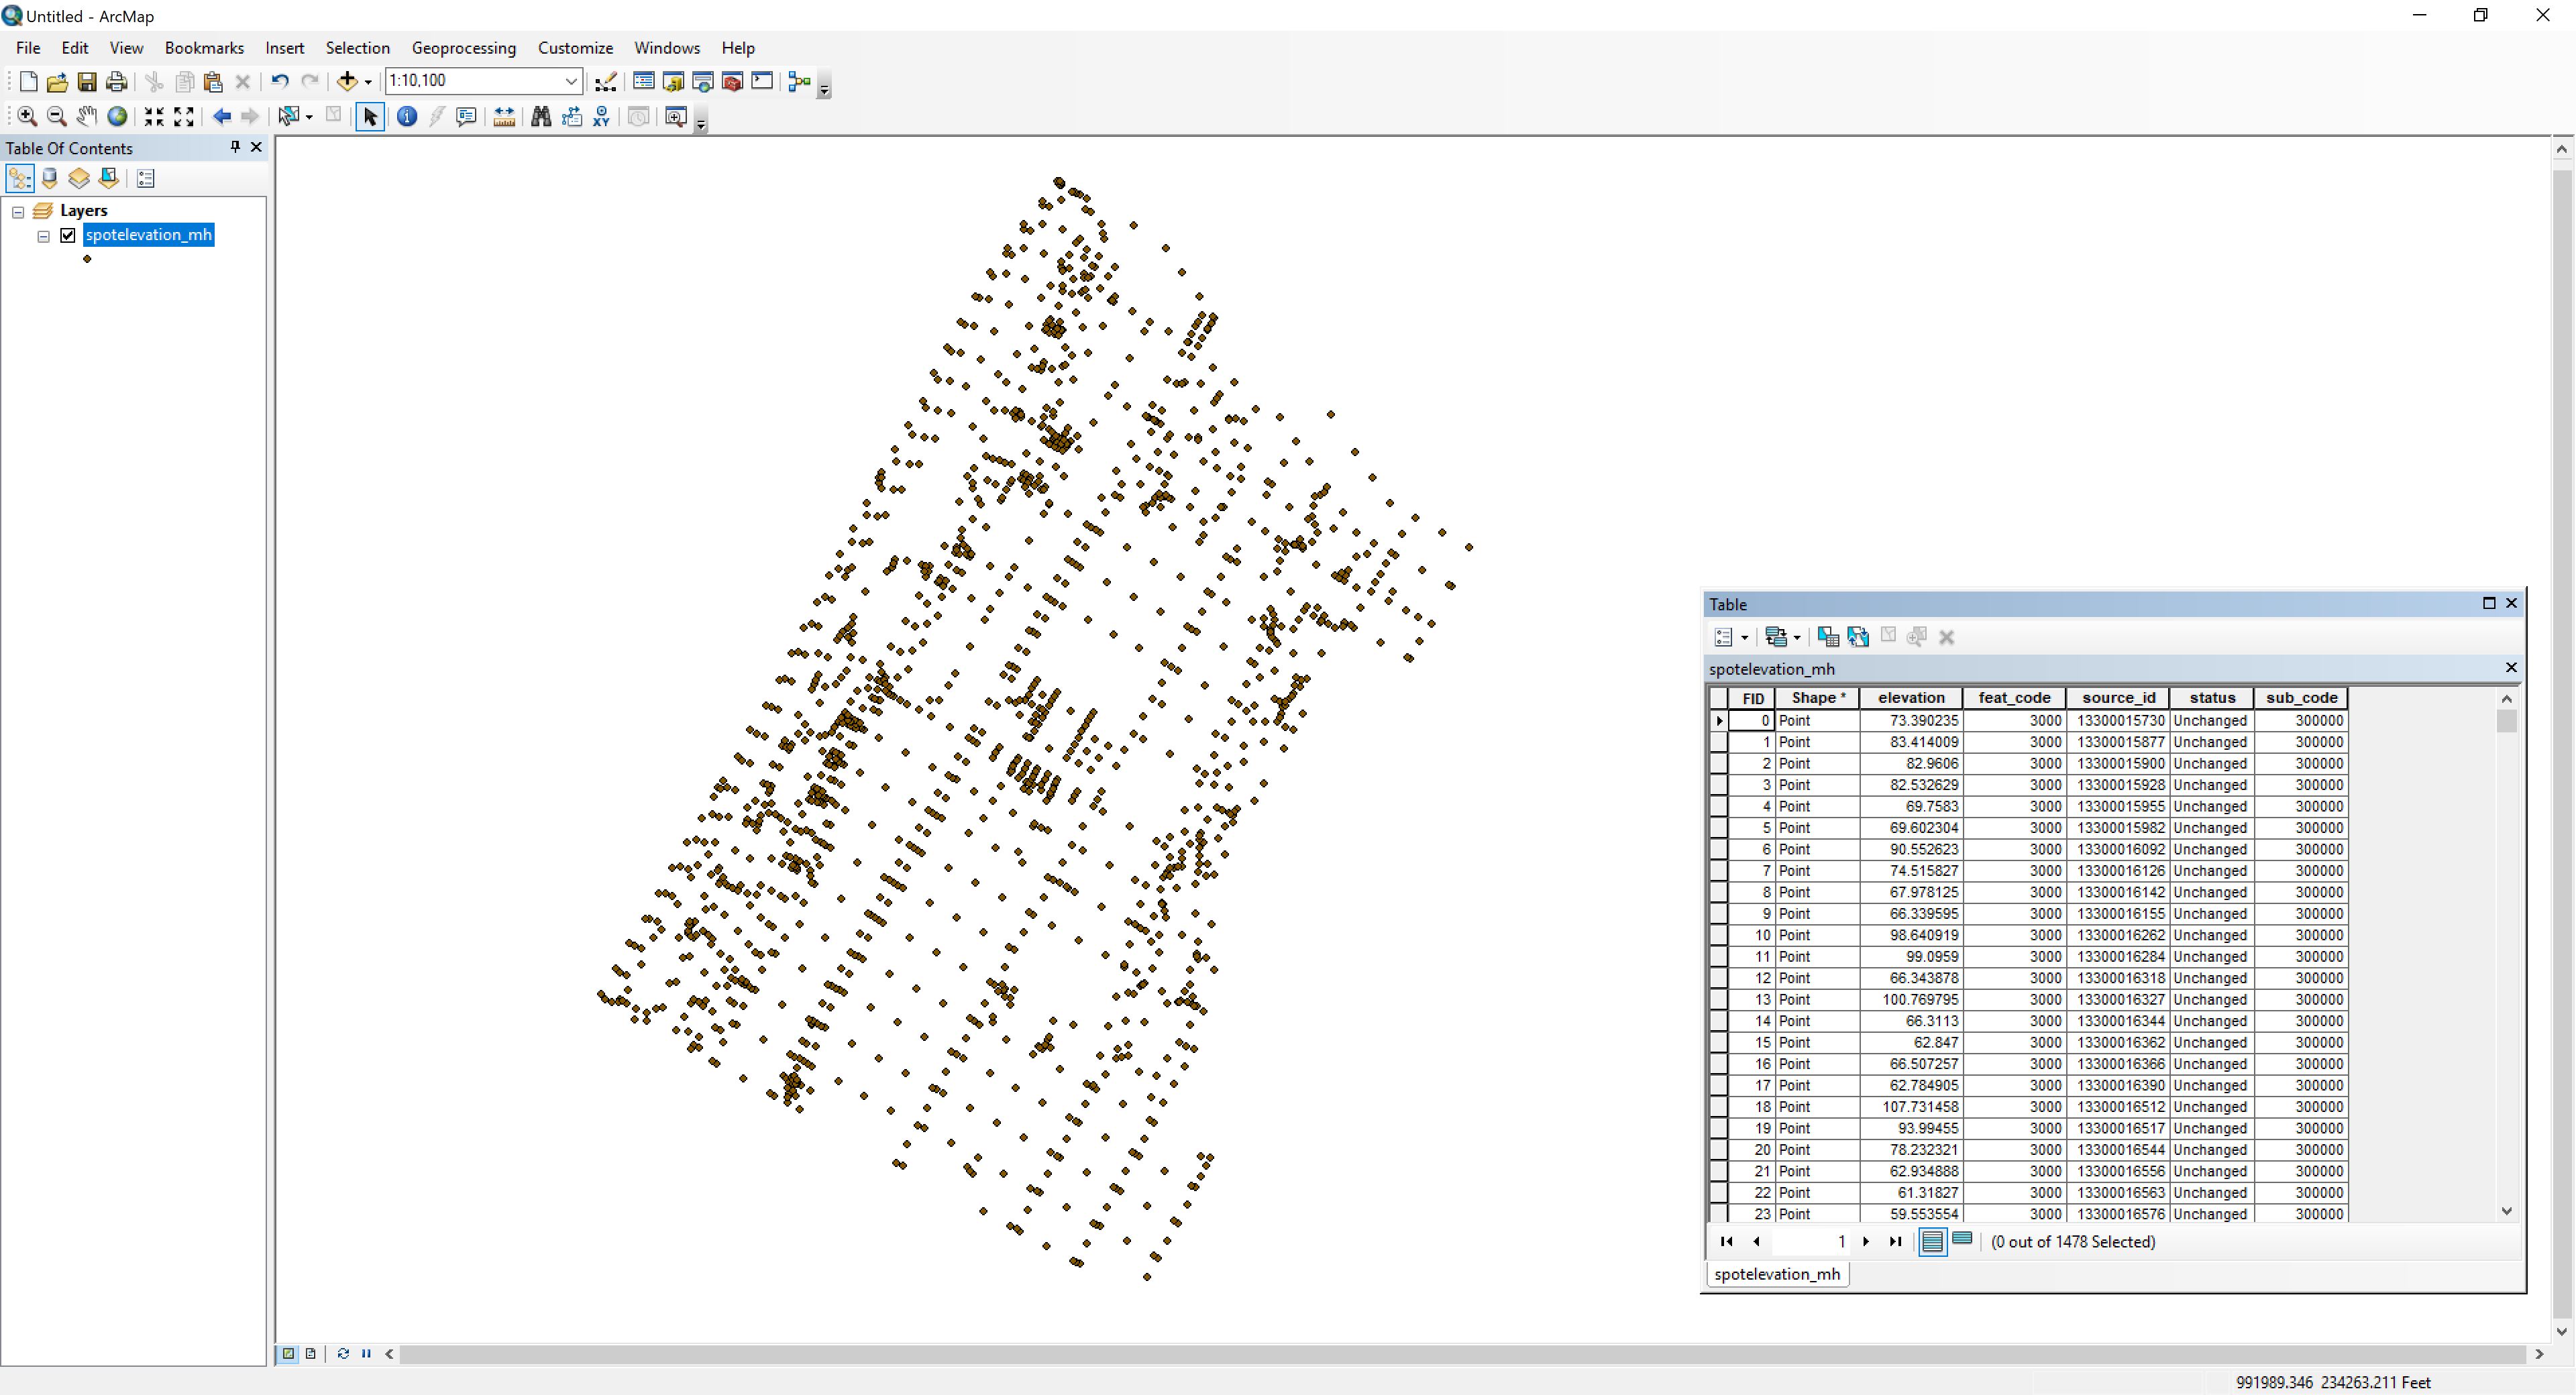 Untitled - ArcMap
File Edit View Bookmarks Insert Selection Geoprocessing Customize Windows Help
1:10,100
XY
Table Of Contents
Layers
spotelevation_mh
Table
spotelevation_mh
FID Shape * elevation feat_code source_id status sub_code
0 Point 73.390235 3000 13300015730 Unchanged 300000
1 Point 83.414009 3000 13300015877 Unchanged 300000
2 Point 82.9606 3000 13300015900 Unchanged 300000
3 Point 82.532629 3000 13300015928 Unchanged 300000
4 Point 69.7583 3000 13300015955 Unchanged 300000
5 Point 69.602304 3000 13300015982 Unchanged 300000
6 Point 90.552623 3000 13300016092 Unchanged 300000
7 Point 74.515827 3000 13300016126 Unchanged 300000
8 Point 67.978125 3000 13300016142 Unchanged 300000
9 Point 66.339595 3000 13300016155 Unchanged 300000
10 Point 98.640919 3000 13300016262 Unchanged 300000
11 Point 99.0959 3000 13300016284 Unchanged 300000
12 Point 66.343878 3000 13300016318 Unchanged 300000
13 Point 100.769795 3000 13300016327 Unchanged 300000
14 Point 66.3113 3000 13300016344 Unchanged 300000
15 Point 62.847 3000 13300016362 Unchanged 300000
16 Point 66.507257 3000 13300016366 Unchanged 300000
17 Point 62.784905 3000 13300016390 Unchanged 300000
18 Point 107.731458 3000 13300016512 Unchanged 300000
19 Point 93.99455 3000 13300016517 Unchanged 300000
20 Point 78.232321 3000 13300016544 Unchanged 300000
21 Point 62.934888 3000 13300016556 Unchanged 300000
22 Point 61.31827 3000 13300016563 Unchanged 300000
23 Point 59.553554 3000 13300016576 Unchanged 300000
1 (0 out of 1478 Selected)
spotelevation_mh
991989.346 234263.211 Feet